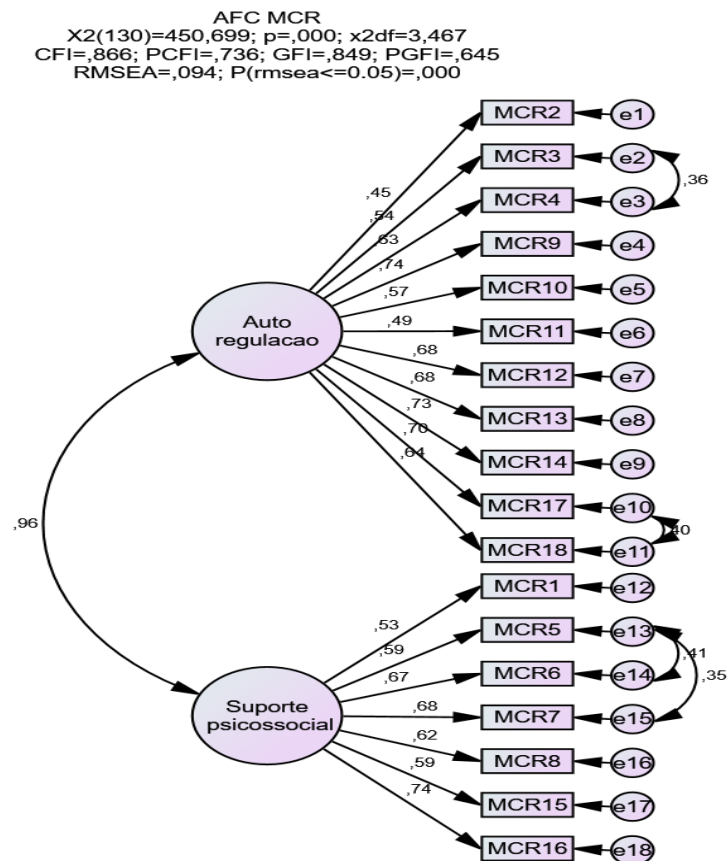 AFC MCR
X2(130)=450,699; p=,000; x2df=3,467
CFI=,866; PCFI=,736; GFI=,849; PGFI=,645
RMSEA=,094; P(rmsea<=0.05)=,000
MCR2
e1
MCR3
e2
MCR4
e3
,36
MCR9
e4
MCR10
e5
MCR11
e6
MCR12
e7
MCR13
e8
MCR14
e9
MCR17
e10
MCR18
e11
,40
,45
,54
,63
,74
,57
,49
,68
,68
,73
,70
,64
Auto
regulacao
,96
MCR1
e12
MCR5
e13
MCR6
e14
,41
,35
MCR7
e15
MCR8
e16
MCR15
e17
MCR16
e18
,53
,59
,67
,68
,62
,59
,74
Suporte
psicossocial